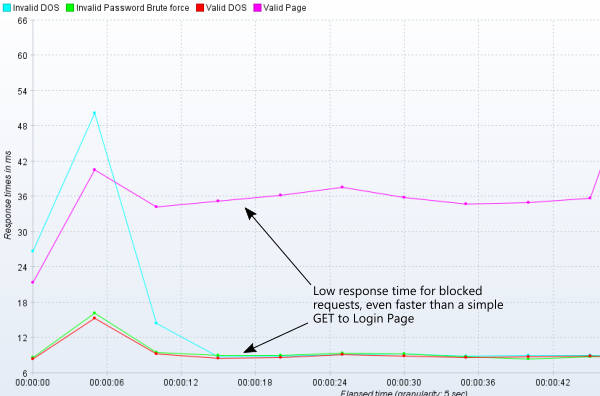 Invalid DOS Invalid Password Brute force Valid DOS Valid Page
66
60
54
48
42
36
30
24
18
12
6
Response times in ms
Low response time for blocked
requests, even faster than a simple
GET to Login Page
00:00:00 00:00:06 00:00:12 00:00:18 00:00:24 00:00:30 00:00:36 00:00:42
Elapsed time (granularity: 5 sec)